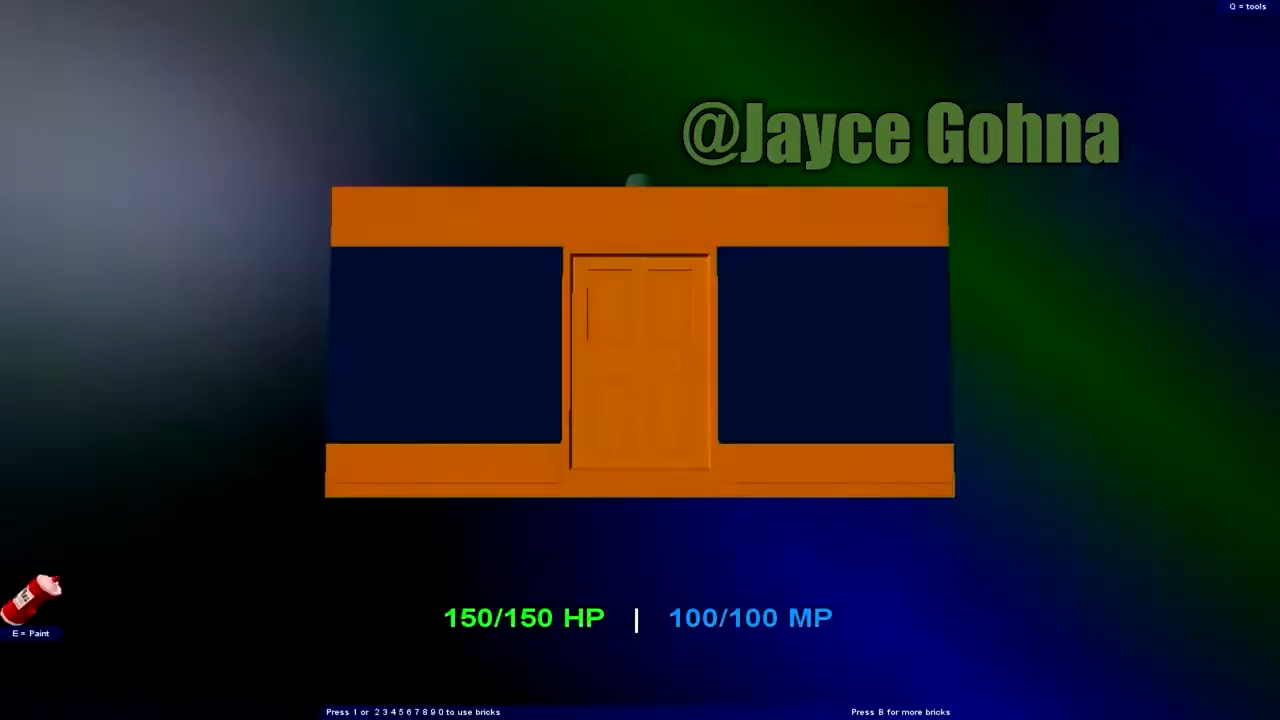 Q = tools
@Jayce Gohna
150/150 HP | 100/100 MP
E = Paint
Press 1 or 2 3 4 5 6 7 8 9 0 to use bricks
Press B for more bricks